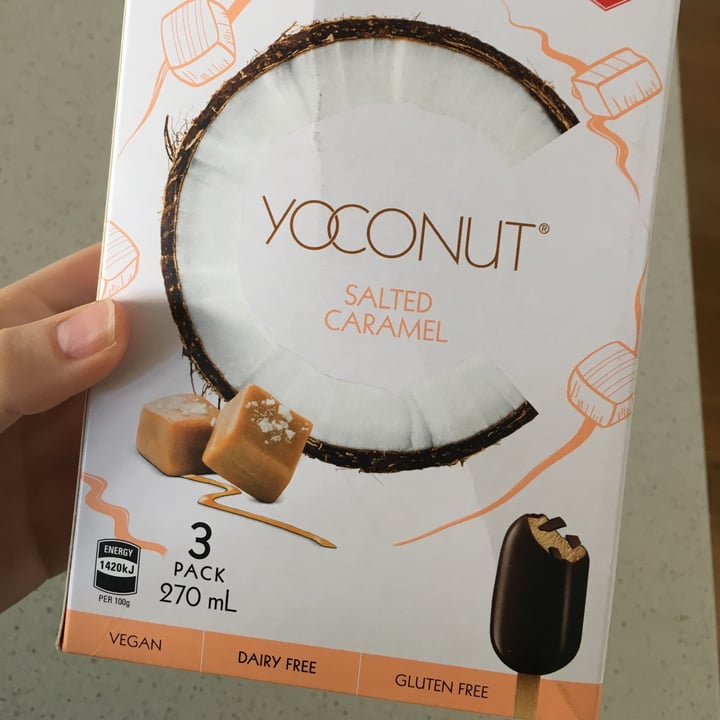 YOCONUT®
SALTED
CARAMEL
3
PACK
270 mL
ENERGY
1420kJ
PER 100g
VEGAN
DAIRY FREE
GLUTEN FREE